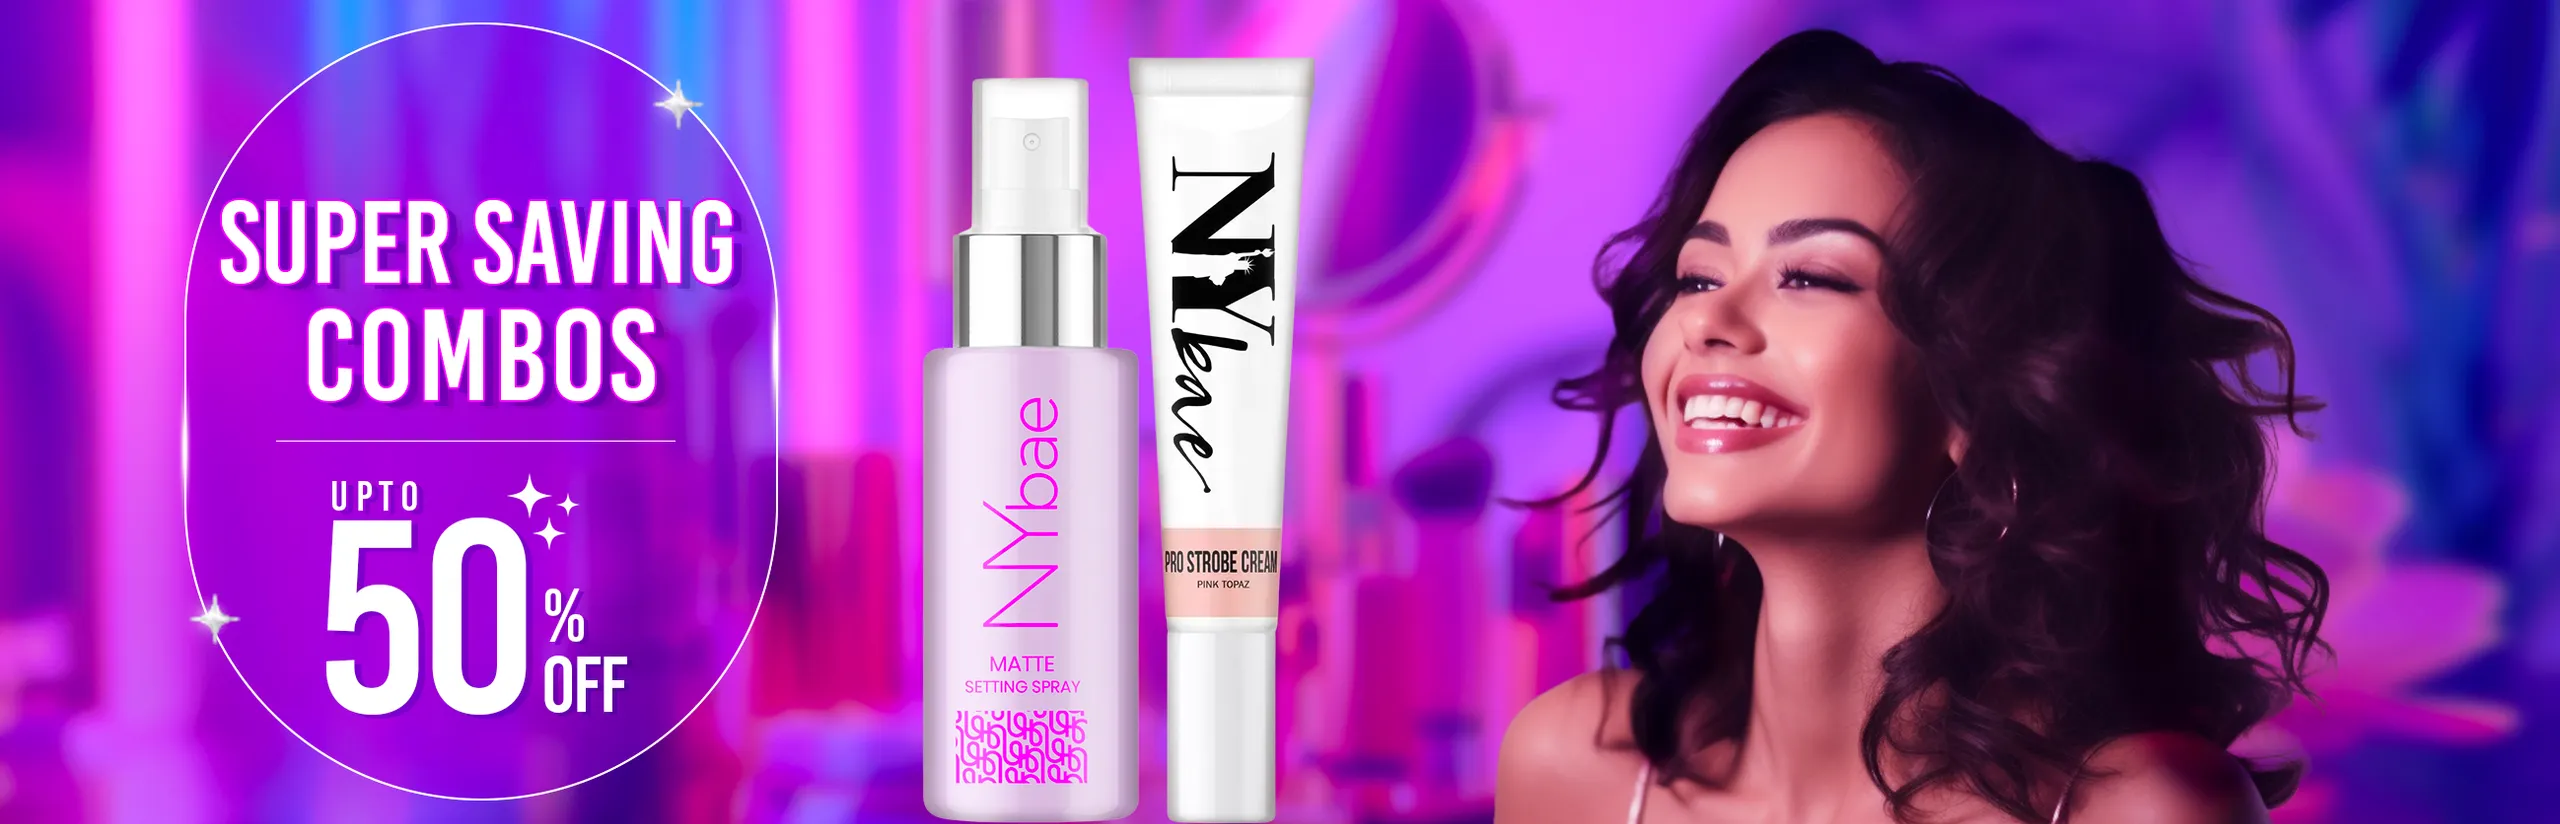 SUPER SAVING
COMBOS
UPTO
50
%
OFF
NYbae
MATTE
SETTING SPRAY
NYbae
PRO STROBE CREAM
PINK TOPAZ